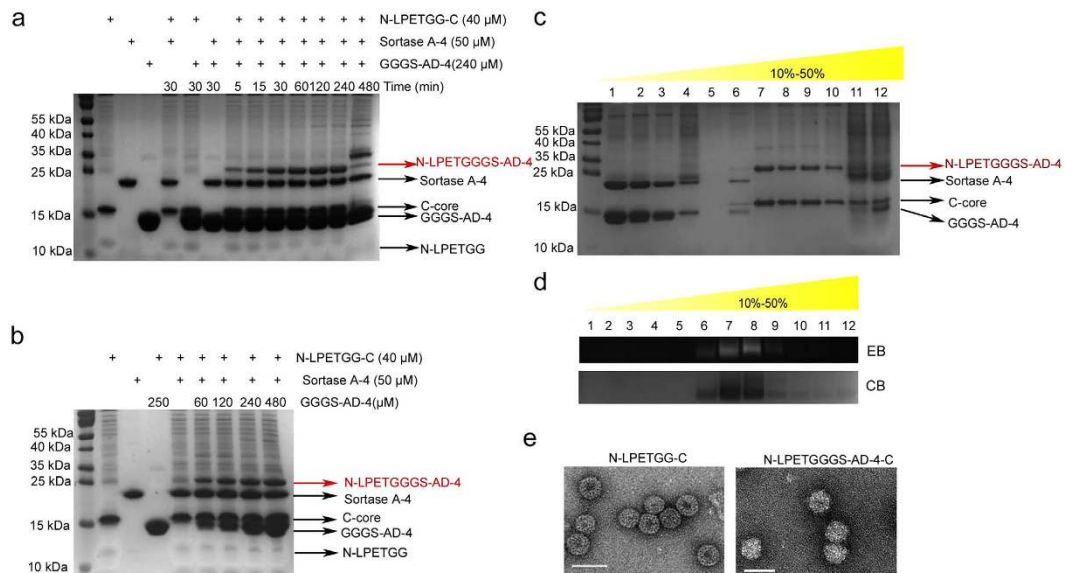 a
N-LPETGG-C (40 µM)
Sortase A-4 (50 µM)
GGGS-AD-4(240 µM)
30 30 30 5 15 30 60 120 240 480 Time (min)
55 kDa
40 kDa
35 kDa
25 kDa
15 kDa
10 kDa
N-LPETGGGS-AD-4
Sortase A-4
C-core
GGGS-AD-4
N-LPETGG
b
N-LPETGG-C (40 µM)
Sortase A-4 (50 µM)
GGGS-AD-4(µM)
250 60 120 240 480
55 kDa
40 kDa
35 kDa
25 kDa
15 kDa
10 kDa
N-LPETGGGS-AD-4
Sortase A-4
C-core
GGGS-AD-4
N-LPETGG
c
10%-50%
1 2 3 4 5 6 7 8 9 10 11 12
55 kDa
40 kDa
35 kDa
25 kDa
15 kDa
10 kDa
N-LPETGGGS-AD-4
Sortase A-4
C-core
GGGS-AD-4
d
10%-50%
1 2 3 4 5 6 7 8 9 10 11 12
EB
CB
e
N-LPETGG-C
N-LPETGGGS-AD-4-C